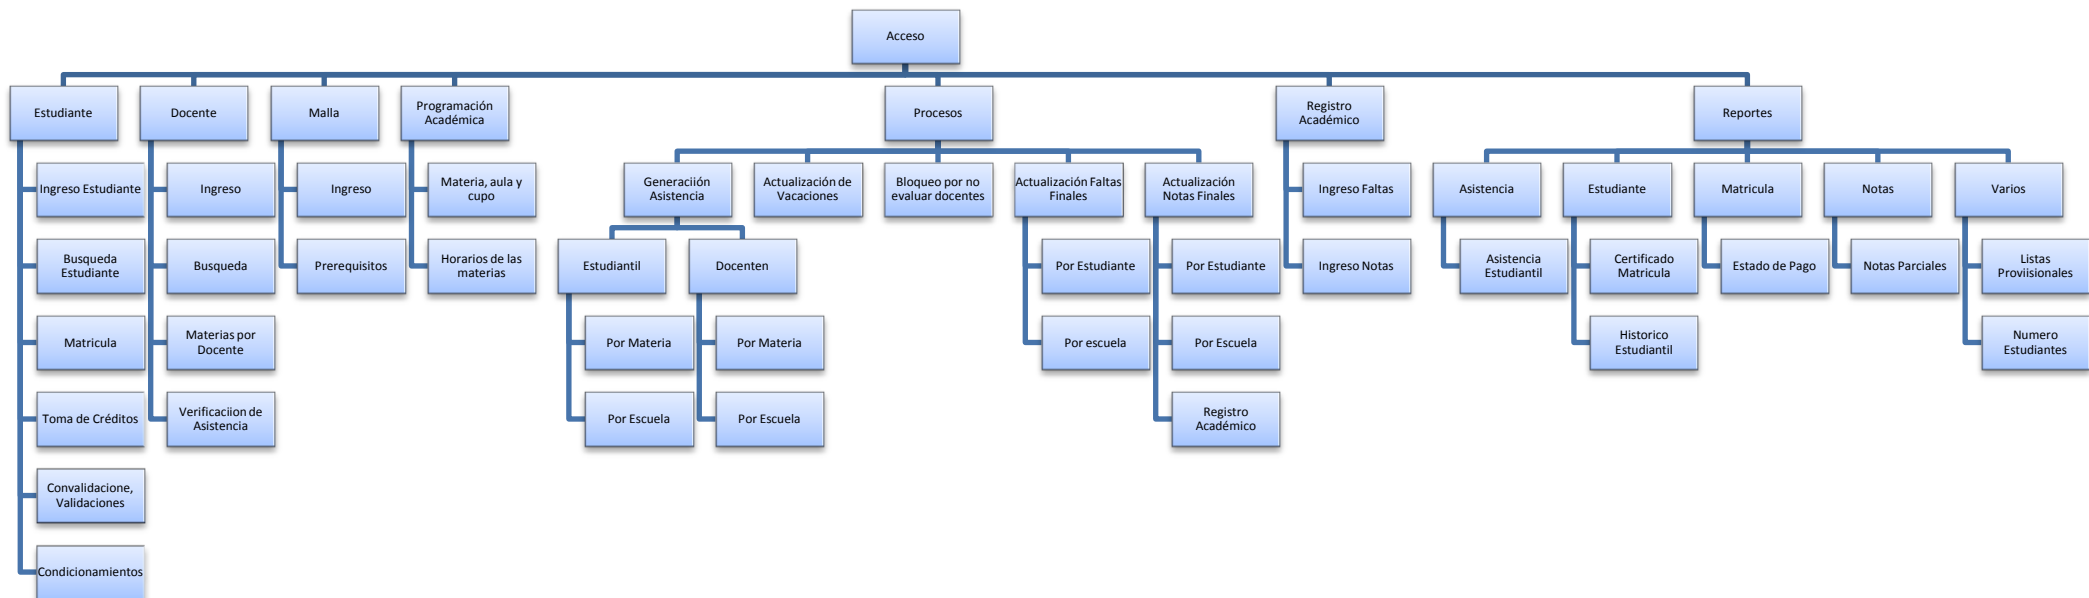 Acceso
Estudiante
Docente
Malla
Programación
Académica
Procesos
Registro
Académico
Reportes
Ingreso Estudiante
Ingreso
Ingreso
Materia, aula y
cupo
Generaciión
Asistencia
Actualización de
Vacaciones
Bloqueo por no
evaluar docentes
Actualización Faltas
Finales
Actualización
Notas Finales
Ingreso Faltas
Asistencia
Estudiante
Matricula
Notas
Varios
Busqueda
Estudiante
Busqueda
Prerequisitos
Horarios de las
materias
Estudiantil
Docenten
Por Estudiante
Por Estudiante
Ingreso Notas
Asistencia
Estudiantil
Certificado
Matricula
Estado de Pago
Notas Parciales
Listas
Proviisionales
Matricula
Materias por
Docente
Por Materia
Por Materia
Por escuela
Por Escuela
Historico
Estudiantil
Numero
Estudiantes
Toma de Créditos
Verificaciion de
Asistencia
Por Escuela
Por Escuela
Registro
Académico
Convalidacione,
Validaciones
Condicionamientos